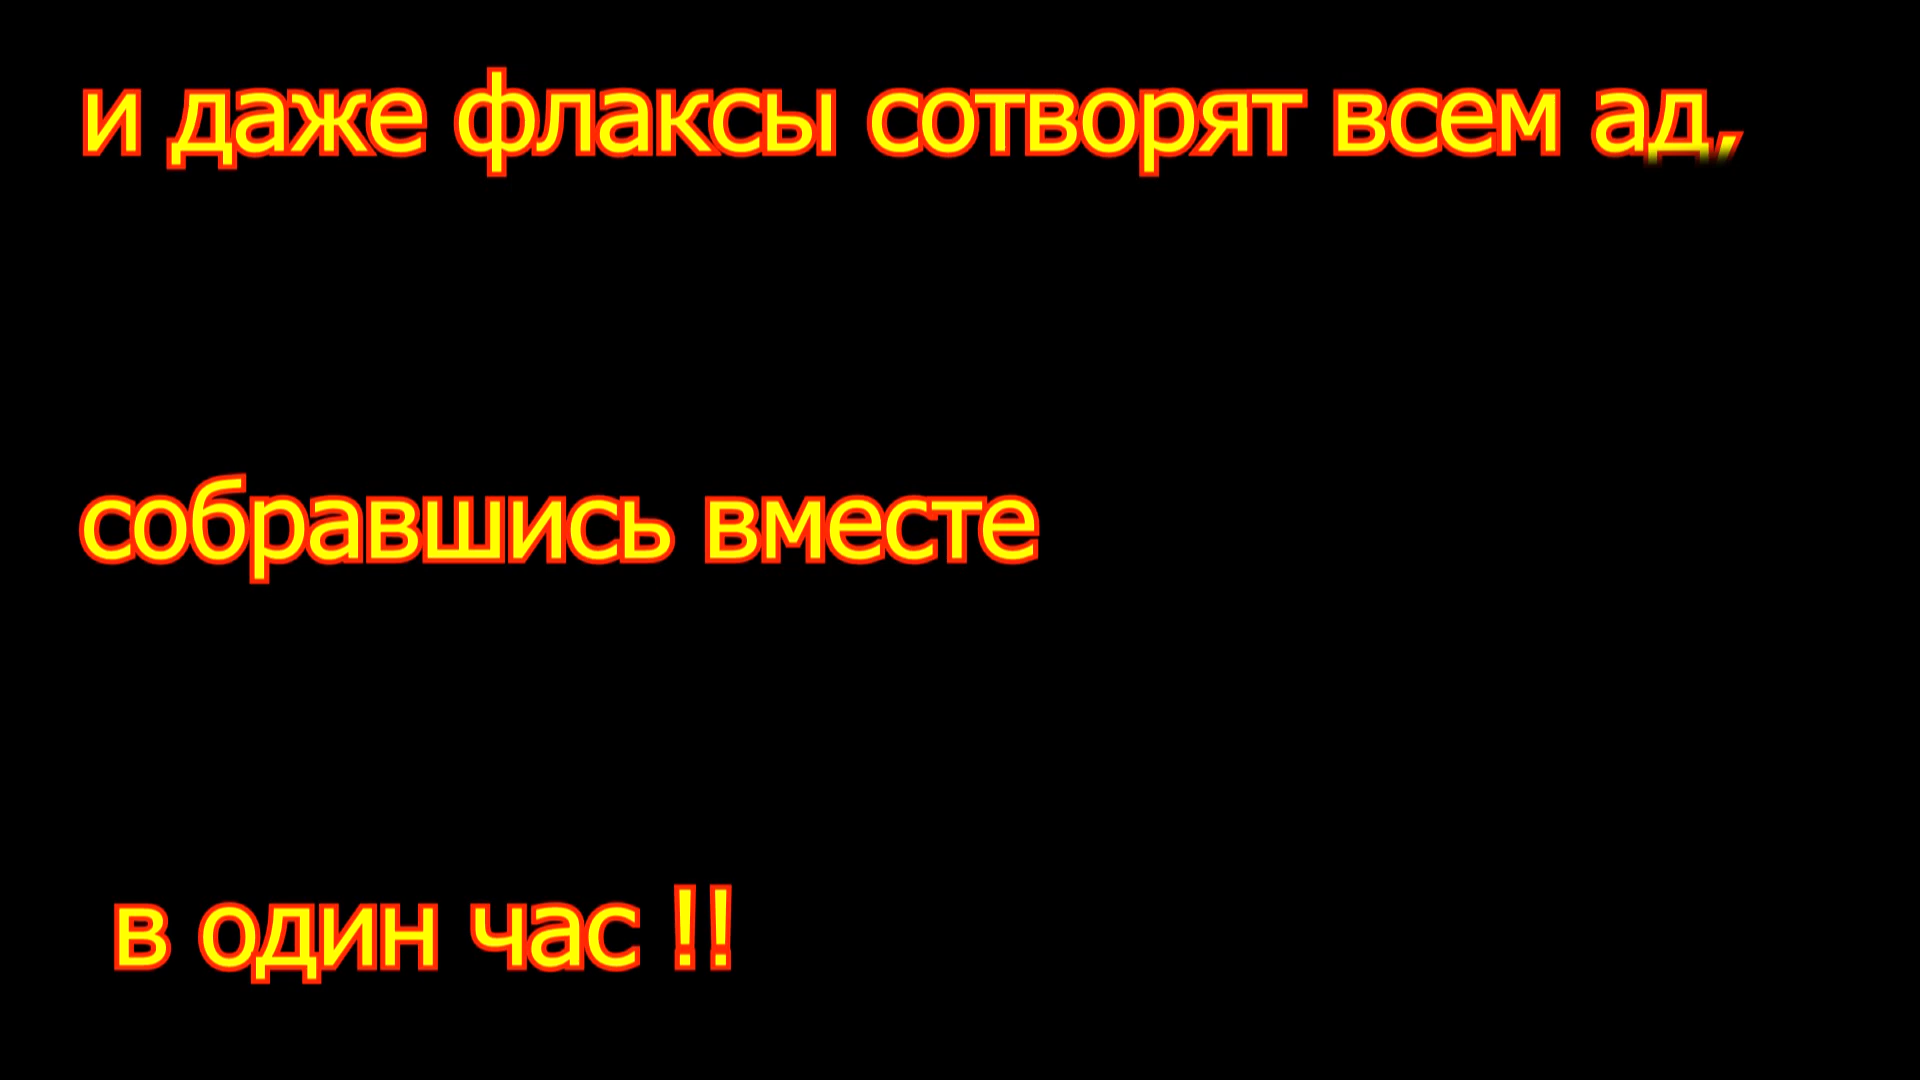 и даже флаксы сотворят всем ад,
собравшись вместе
в один час !!